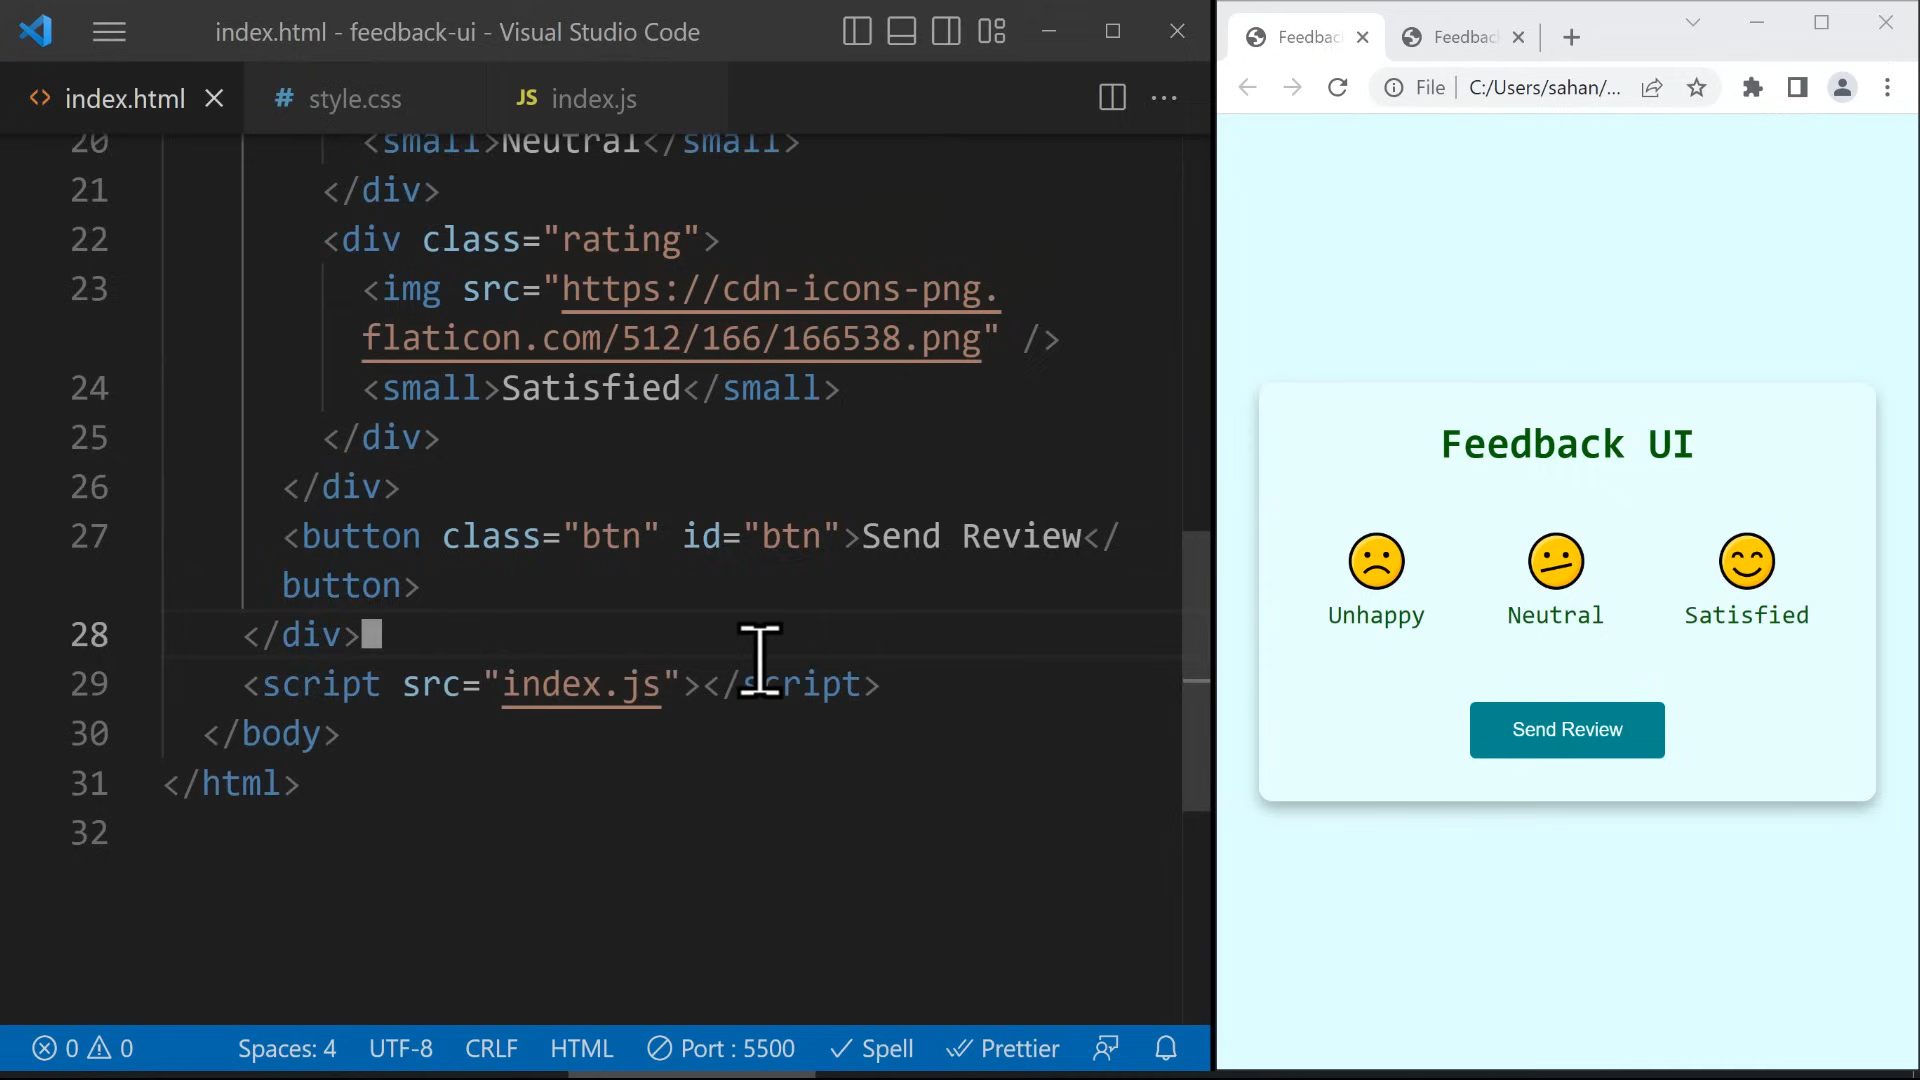 index.html - feedback-ui - Visual Studio Code
index.html
# style.css
JS index.js
20 <small>Neutral</small>
21 </div>
22 <div class="rating">
23 <img src="https://cdn-icons-png.
flaticon.com/512/166/166538.png" />
24 <small>Satisfied</small>
25 </div>
26 </div>
27 <button class="btn" id="btn">Send Review</
button>
28 </div>
29 <script src="index.js"></script>
30 </body>
31 </html>
32
0 0 Spaces: 4 UTF-8 CRLF HTML Port : 5500 Spell Prettier
Feedbac
Feedbac
File C:/Users/sahan/...
Feedback UI
Unhappy Neutral Satisfied
Send Review